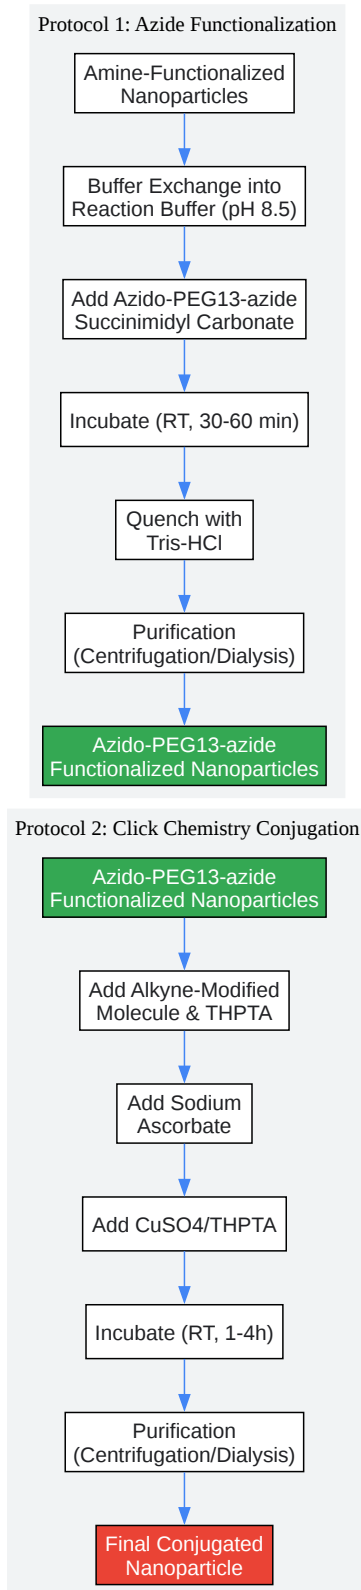 Protocol 1: Azide Functionalization
Amine-Functionalized
Nanoparticles
Buffer Exchange into
Reaction Buffer (pH 8.5)
Add Azido-PEG13-azide
Succinimidyl Carbonate
Incubate (RT, 30-60 min)
Quench with
Tris-HCl
Purification
(Centrifugation/Dialysis)
Azido-PEG13-azide
Functionalized Nanoparticles
Protocol 2: Click Chemistry Conjugation
Azido-PEG13-azide
Functionalized Nanoparticles
Add Alkyne-Modified
Molecule & THPTA
Add Sodium
Ascorbate
Add CuSO4/THPTA
Incubate (RT, 1-4h)
Purification
(Centrifugation/Dialysis)
Final Conjugated
Nanoparticle